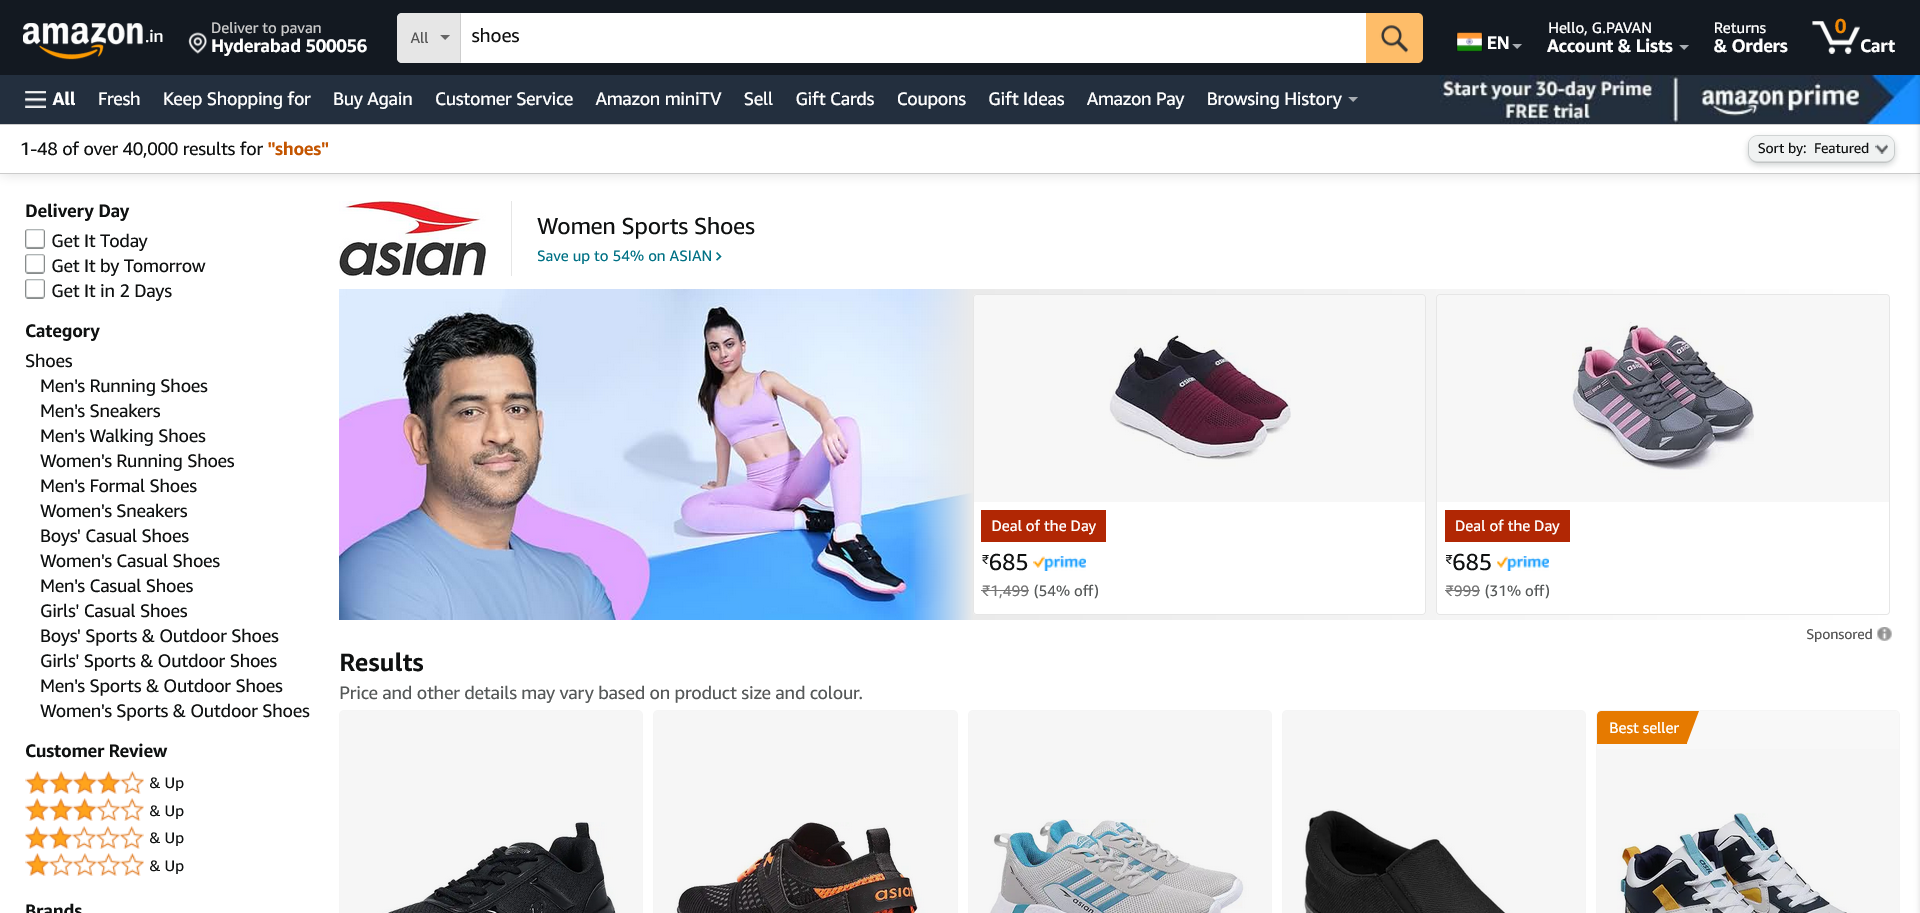 amazon.in
Deliver to pavan
Hyderabad 500056
All
shoes
EN
Hello, G.PAVAN
Account & Lists
Returns
& Orders
0
Cart
All
Fresh
Keep Shopping for
Buy Again
Customer Service
Amazon miniTV
Sell
Gift Cards
Coupons
Gift Ideas
Amazon Pay
Browsing History
Start your 30-day Prime
FREE trial
amazon prime
1-48 of over 40,000 results for "shoes"
Sort by: Featured
Delivery Day
Get It Today
Get It by Tomorrow
Get It in 2 Days
Category
Shoes
Men's Running Shoes
Men's Sneakers
Men's Walking Shoes
Women's Running Shoes
Men's Formal Shoes
Women's Sneakers
Boys' Casual Shoes
Women's Casual Shoes
Men's Casual Shoes
Girls' Casual Shoes
Boys' Sports & Outdoor Shoes
Girls' Sports & Outdoor Shoes
Men's Sports & Outdoor Shoes
Women's Sports & Outdoor Shoes
Customer Review
& Up
& Up
& Up
& Up
Brands
asian
Women Sports Shoes
Save up to 54% on ASIAN
asian
asian
Deal of the Day
₹685 prime
₹1,499 (54% off)
asian
Deal of the Day
₹685 prime
₹999 (31% off)
Sponsored
Results
Price and other details may vary based on product size and colour.
Best seller
asian
asian